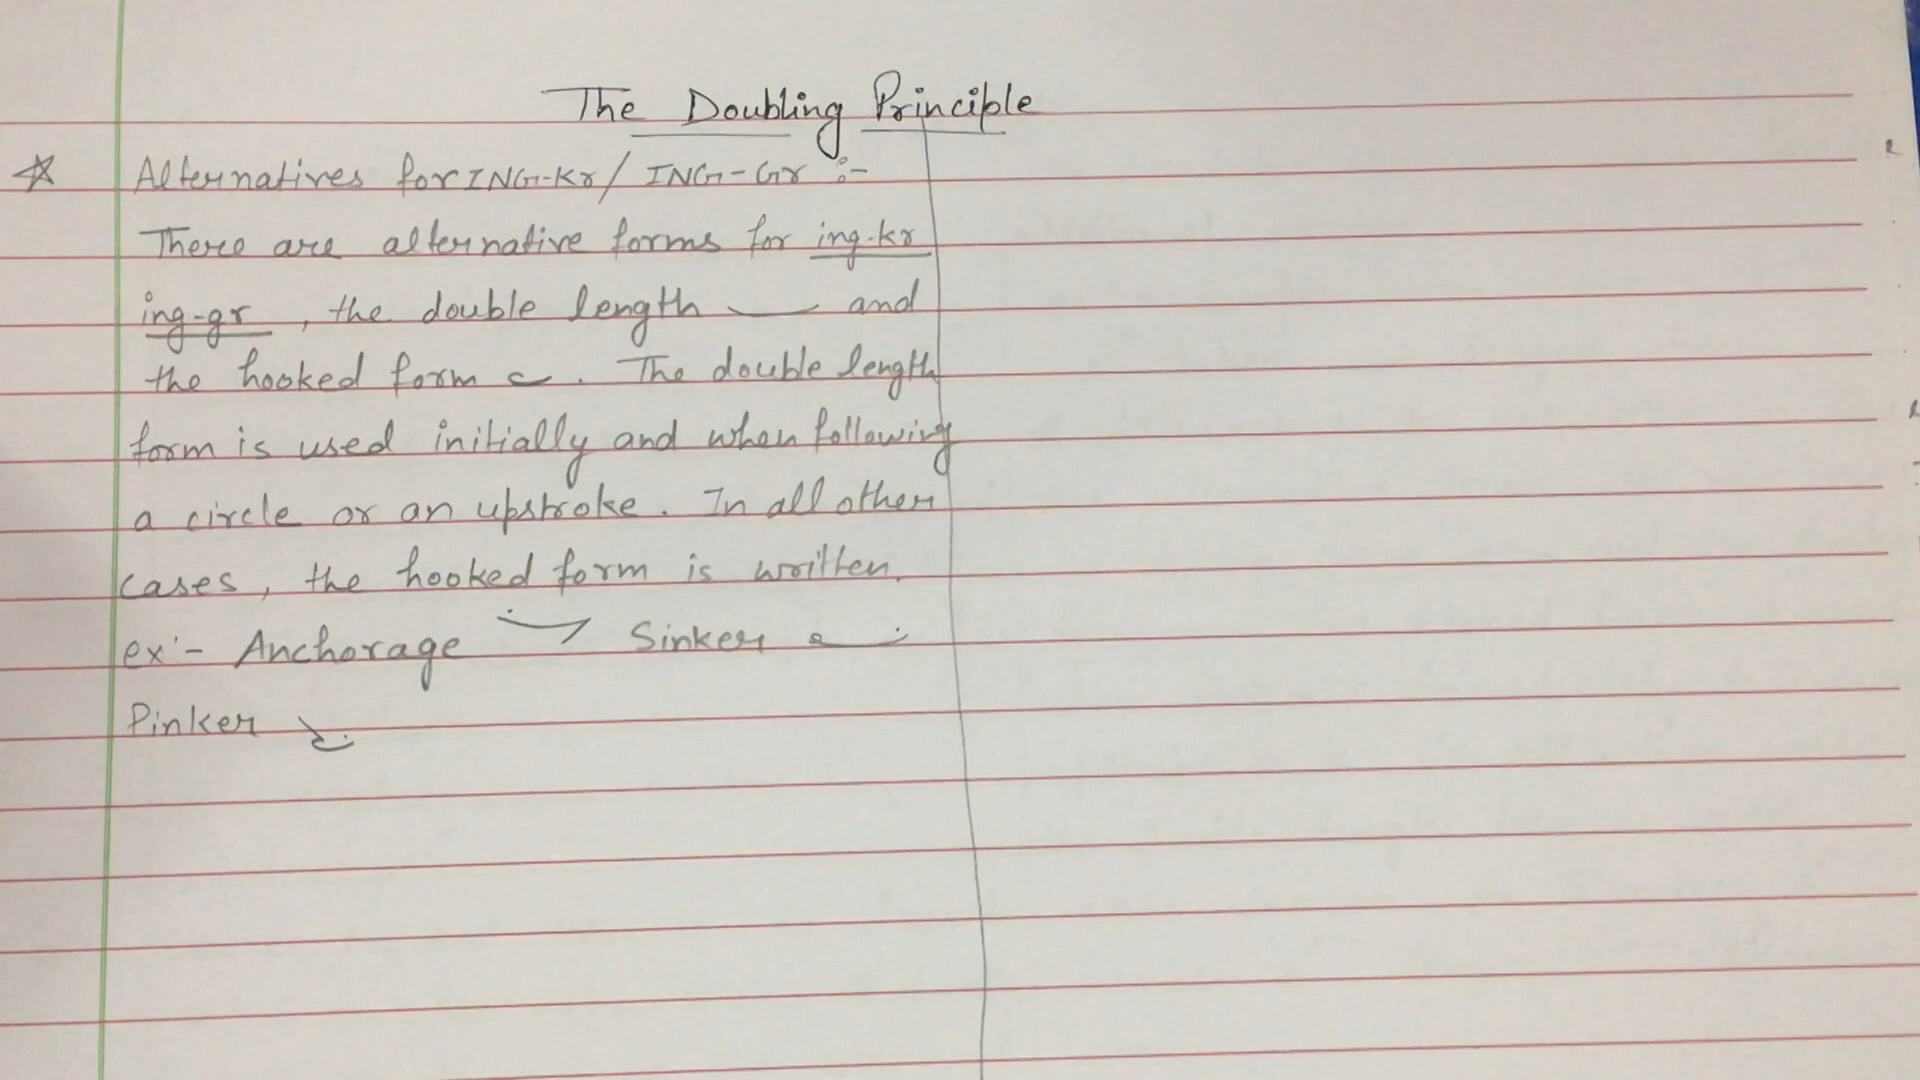 The Doubling Principle
☆ Alternatives for ING-Kr/ ING-Gr :-
There are alternative forms for ing-kr
ing-gr, the double length and
the hooked form . The double length
form is used initially and when following
a circle or an upstroke. In all other
cases, the hooked form is written.
ex:- Anchorage Sinker
Pinker